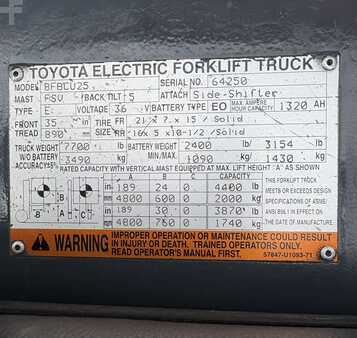 TOYOTA ELECTRIC FORKLIFT TRUCK
MODEL 8FBCU25 SERIAL NO. 64250
MAST FSV BACK TILT 5 ATTACH Side-Shifter
TYPE E VOLTAGE 36 V BATTERY TYPE EO MAX. AMPERE HOUR CAPACITY 1320 AH
FRONT 35 in TIRE FR 21 x 7 x 15 / Solid
TREAD 890 mm RR 16 x 5 x 10-1/2 / Solid
TRUCK WEIGHT 7700 lb BATTERY WEIGHT 2400 lb 3154 lb
W/O BATTERY 3490 kg MIN./MAX. 1090 kg 1430 kg
RATED CAPACITY WITH VERTICAL MAST EQUIPPED AT MAX LIFT HEIGHT "A" AS FOLLOWS
A B C CAPACITY
in 189 24 0 4400 lb
mm 4800 600 0 2000 kg
in 189 30 0 3870 lb
mm 4800 760 0 1740 kg
AS RECEIVED
THIS FORKLIFT TRUCK
MEETS OR EXCEEDS
DESIGN SPECS. OF
ANSI B56.1 IN EFFECT ON
DATE OF MFR.
WARNING
IMPROPER OPERATION OR MAINTENANCE COULD RESULT
IN INJURY OR DEATH. TRAINED OPERATORS ONLY.
READ OPERATOR'S MANUAL FIRST.
57847-U1093-71